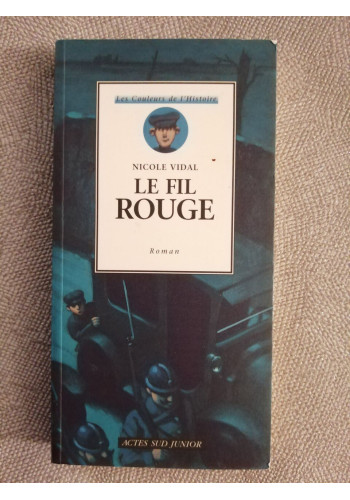 Les Couleurs de l'Histoire
NICOLE VIDAL
LE FIL
ROUGE
Roman
ACTES SUD JUNIOR